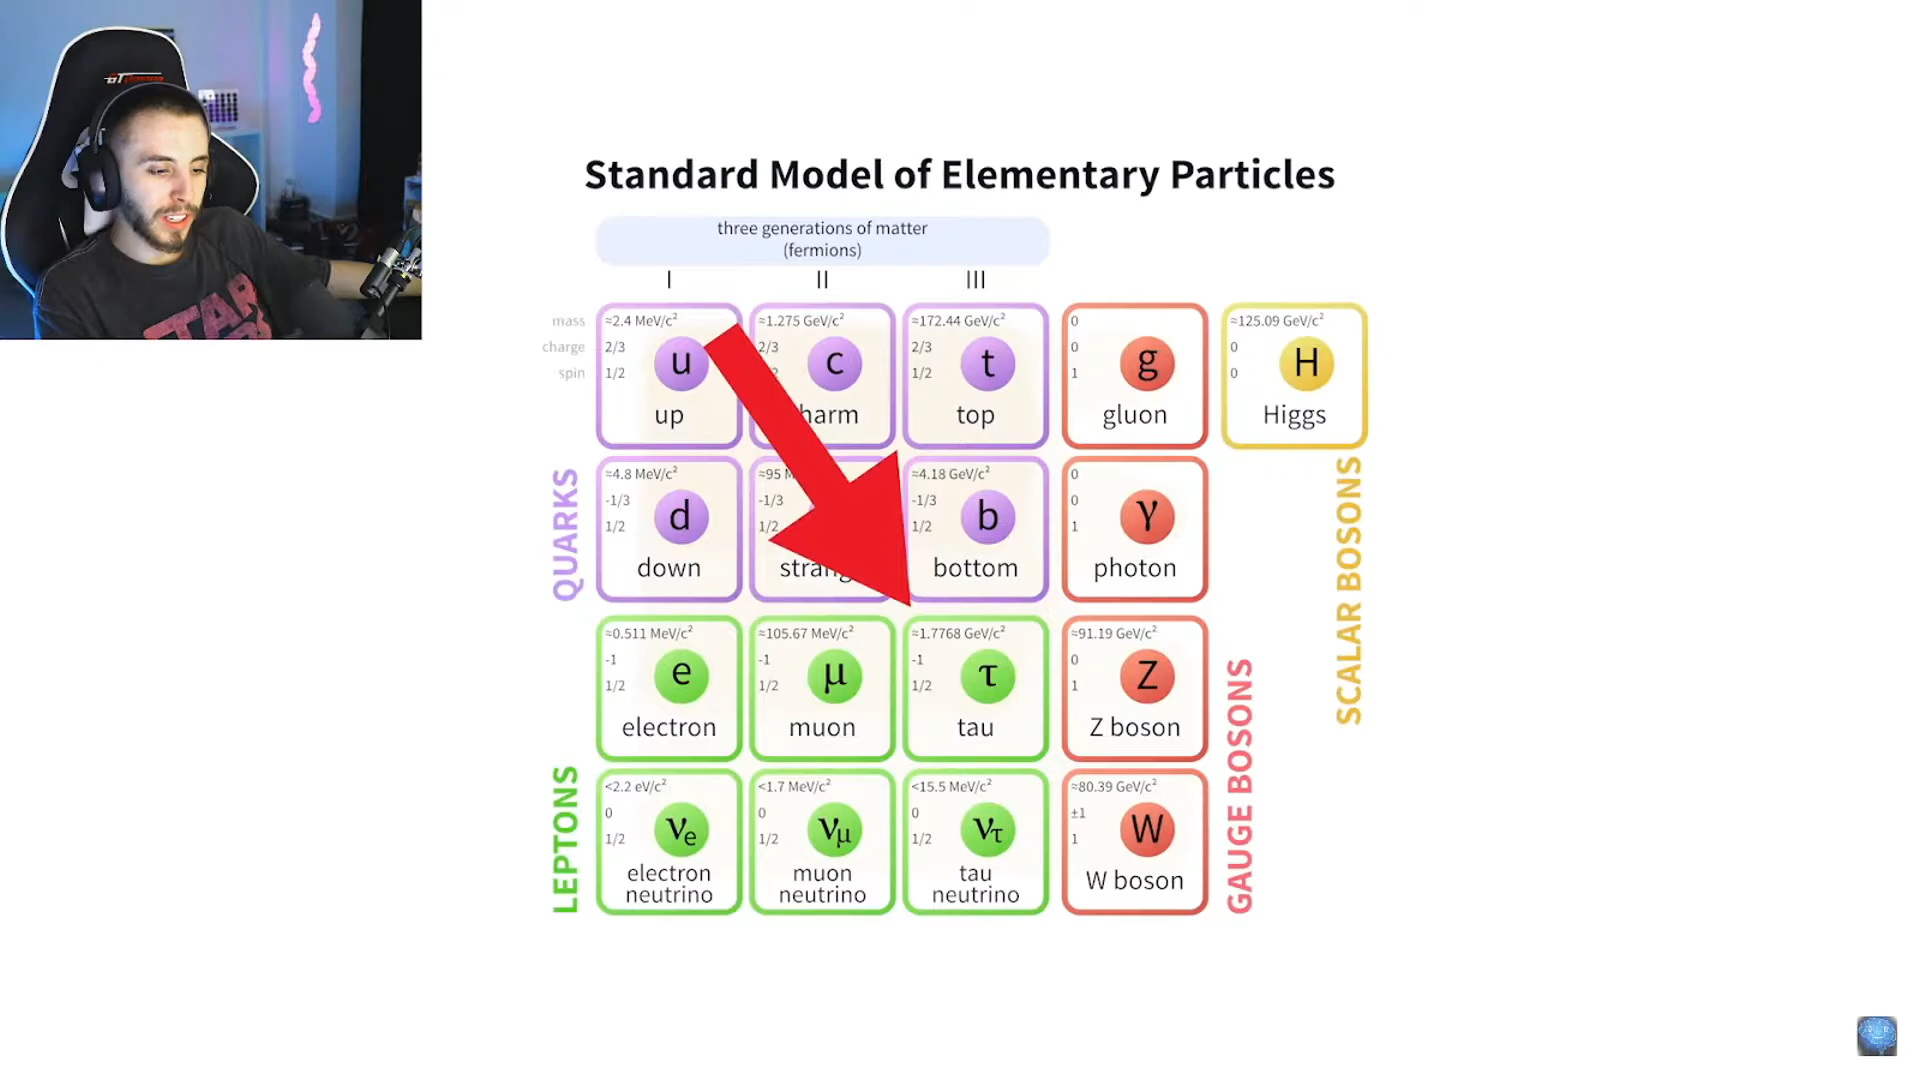 Standard Model of Elementary Particles
three generations of matter
(fermions)
I II III
mass
charge
spin
≈2.4 MeV/c²
2/3
1/2
u
up
≈1.275 GeV/c²
2/3
c
≈172.44 GeV/c²
2/3
1/2
t
top
0
0
1
g
gluon
≈125.09 GeV/c²
0
0
H
Higgs
QUARKS
≈4.8 MeV/c²
-1/3
1/2
d
down
≈95
-1/3
1/2
≈4.18 GeV/c²
-1/3
1/2
b
bottom
0
0
1
γ
photon
SCALAR BOSONS
LEPTONS
≈0.511 MeV/c²
-1
1/2
e
electron
≈105.67 MeV/c²
-1
1/2
μ
muon
≈1.7768 GeV/c²
-1
1/2
τ
tau
≈91.19 GeV/c²
0
1
Z
Z boson
GAUGE BOSONS
<2.2 eV/c²
0
1/2
νe
electron
neutrino
<1.7 MeV/c²
0
1/2
νμ
muon
neutrino
<15.5 MeV/c²
0
1/2
ντ
tau
neutrino
≈80.39 GeV/c²
±1
1
W
W boson